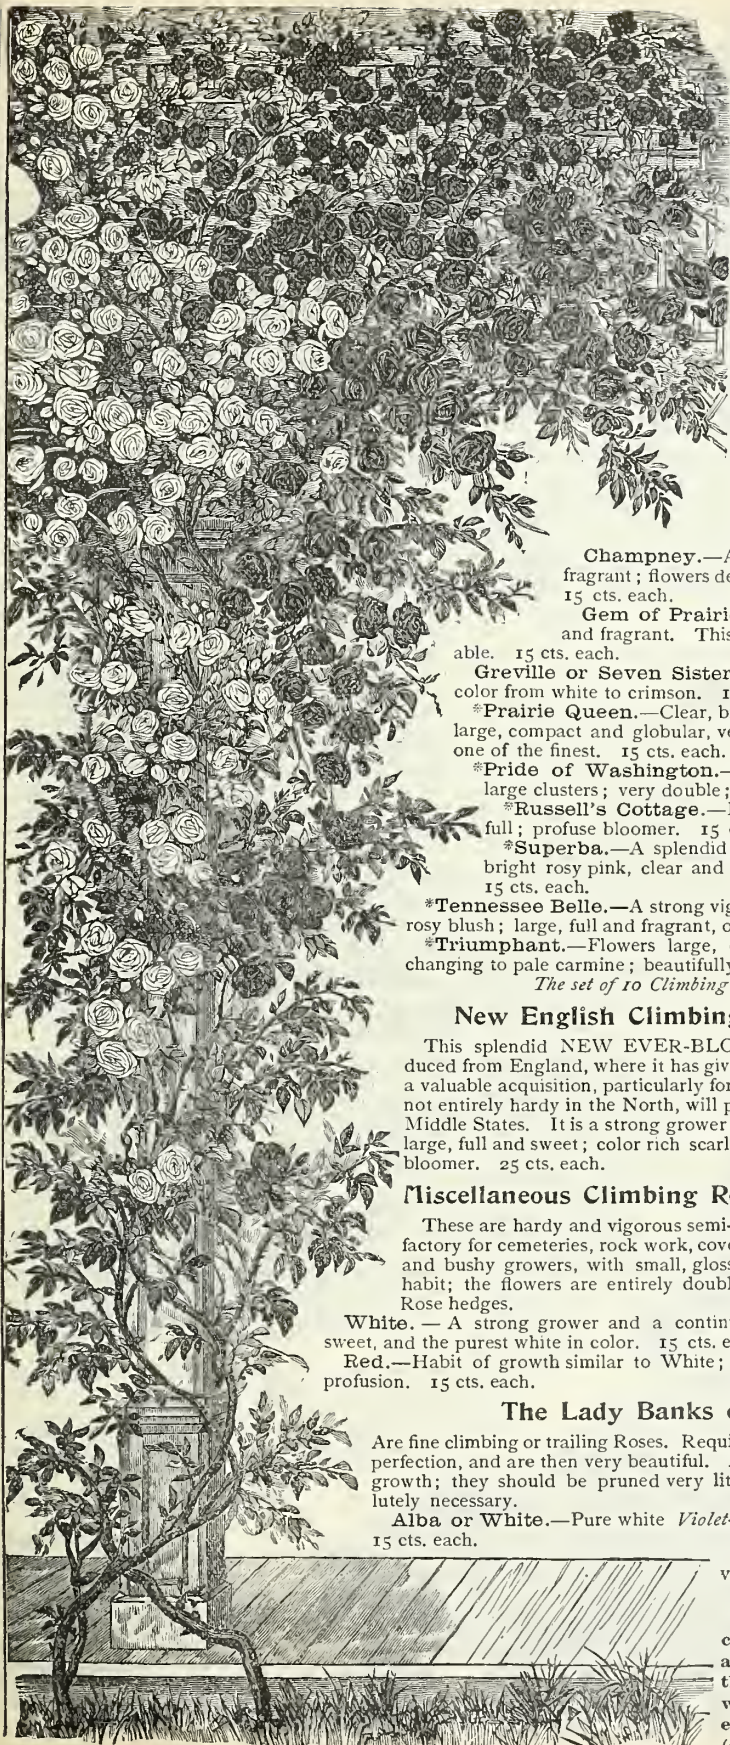 Champney.—A
fragrant; flowers de
15 cts. each.
Gem of Prairi
and fragrant. This
able. 15 cts. each.
Greville or Seven Sister
color from white to crimson. 1
*Prairie Queen.—Clear, b
large, compact and globular, ve
one of the finest. 15 cts. each.
*Pride of Washington.—
large clusters; very double;
*Russell's Cottage.—
full; profuse bloomer. 15
*Superba.—A splendid
bright rosy pink, clear and
15 cts. each.
*Tennessee Belle.—A strong vig
rosy blush; large, full and fragrant, o
*Triumphant.—Flowers large,
changing to pale carmine; beautifully
The set of 10 Climbing
New English Climbing
This splendid NEW EVER-BLO
duced from England, where it has giv
a valuable acquisition, particularly for
not entirely hardy in the North, will p
Middle States. It is a strong grower
large, full and sweet; color rich scarl
bloomer. 25 cts. each.
Miscellaneous Climbing R
These are hardy and vigorous semi-
factory for cemeteries, rock work, cove
and bushy growers, with small, gloss
habit; the flowers are entirely doubl
Rose hedges.
White. — A strong grower and a contin
sweet, and the purest white in color. 15 cts. e
Red.—Habit of growth similar to White;
profusion. 15 cts. each.
The Lady Banks
Are fine climbing or trailing Roses. Requi
perfection, and are then very beautiful.
growth; they should be pruned very lit
lutely necessary.
Alba or White.—Pure white Violet-
15 cts. each.
v
c
a
t
v
e